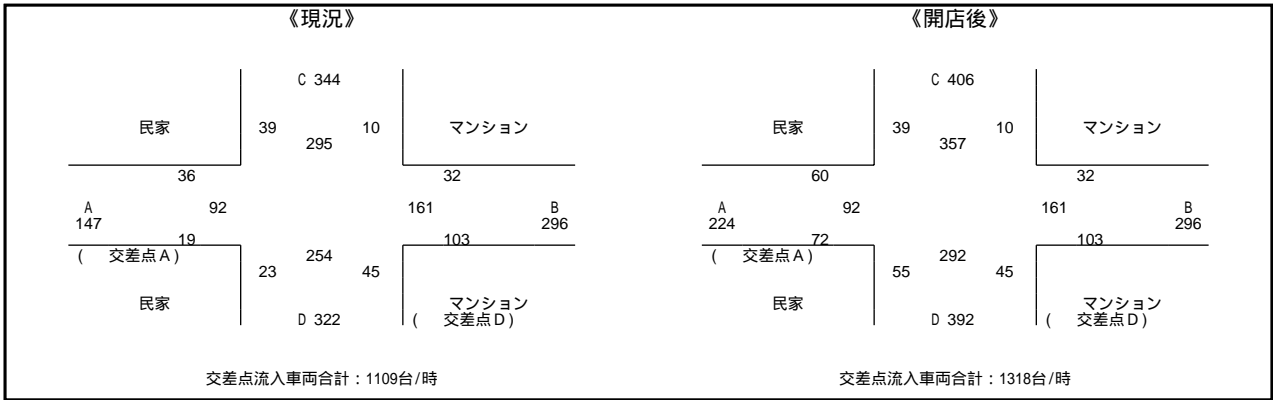 《現況》
C 344
民家 39 10 マンション
295
36 32
A 92 161 B
147 296
19 103
( 交差点A)
254
23 45
民家 マンション
D 322 ( 交差点D)
交差点流入車両合計：1109台/時
《開店後》
C 406
民家 39 10 マンション
357
60 32
A 92 161 B
224 296
72 103
( 交差点A)
292
55 45
民家 マンション
D 392 ( 交差点D)
交差点流入車両合計：1318台/時